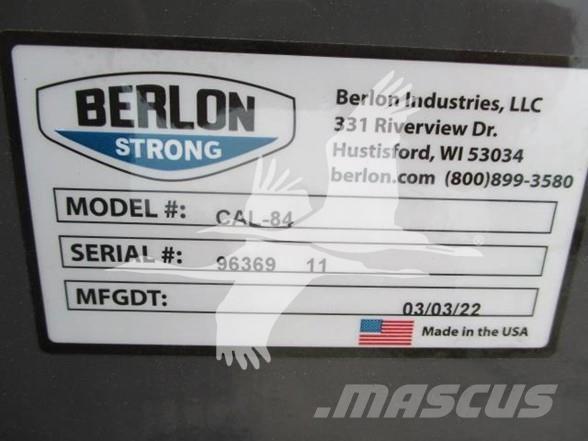 BERLON
STRONG
Berlon Industries, LLC
331 Riverview Dr.
Hustisford, WI 53034
berlon.com (800)899-3580
MODEL #: CAL-84
SERIAL #: 96369 11
MFGDT: 03/03/22
Made in the USA
MASCUS